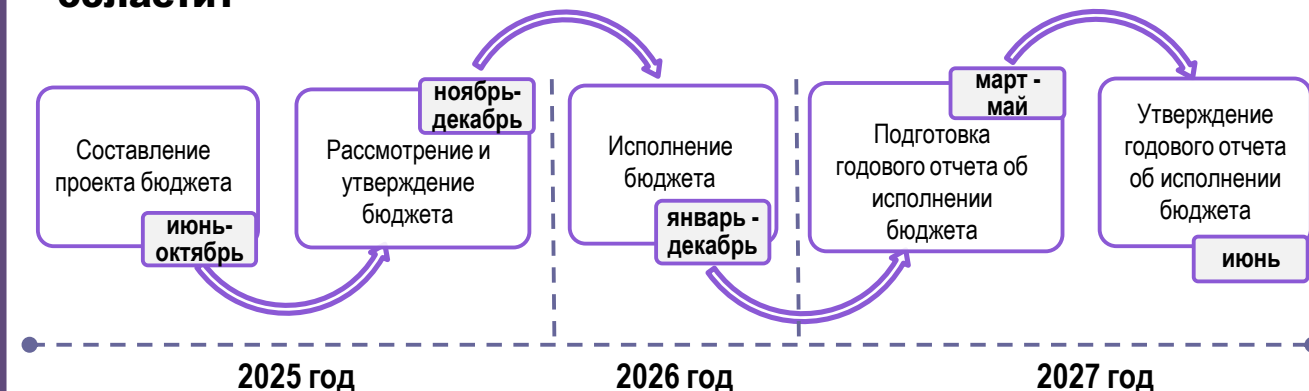 Составление
проекта бюджета
июнь-
октябрь
ноябрь-
декабрь
Рассмотрение и
утверждение
бюджета
Исполнение
бюджета
январь -
декабрь
март -
май
Подготовка
годового отчета об
исполнении
бюджета
Утверждение
годового отчета
об исполнении
бюджета
июнь
2025 год
2026 год
2027 год